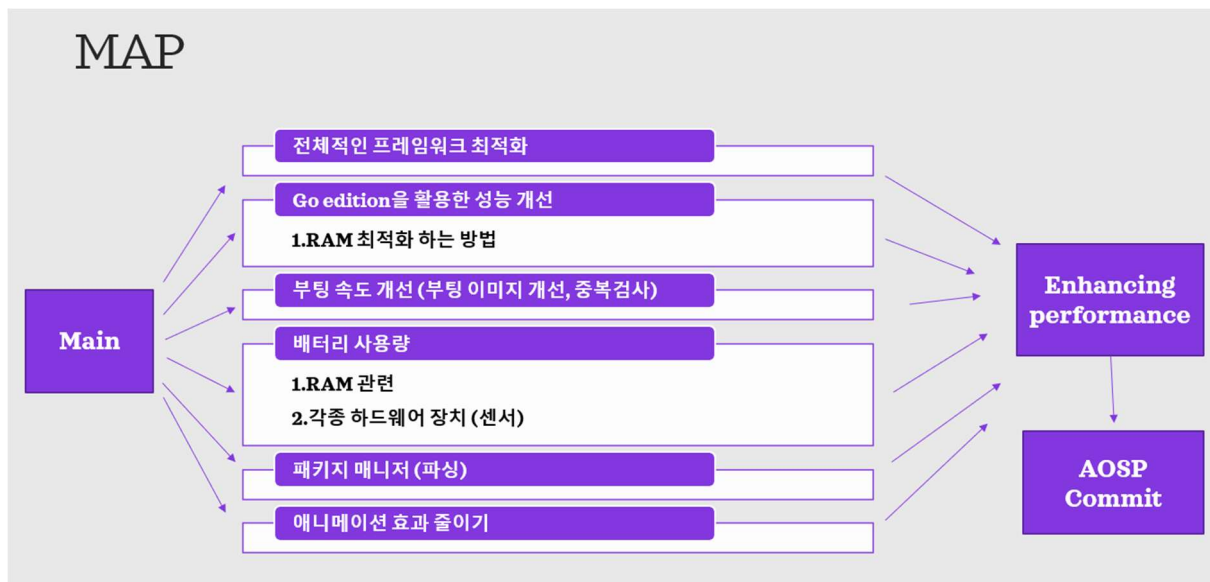 MAP
전체적인 프레임워크 최적화
Go edition을 활용한 성능 개선
1.RAM 최적화 하는 방법
부팅 속도 개선 (부팅 이미지 개선, 중복검사)
Main
배터리 사용량
1.RAM 관련
2.각종 하드웨어 장치 (센서)
패키지 매니저 (파싱)
애니메이션 효과 줄이기
Enhancing
performance
AOSP
Commit